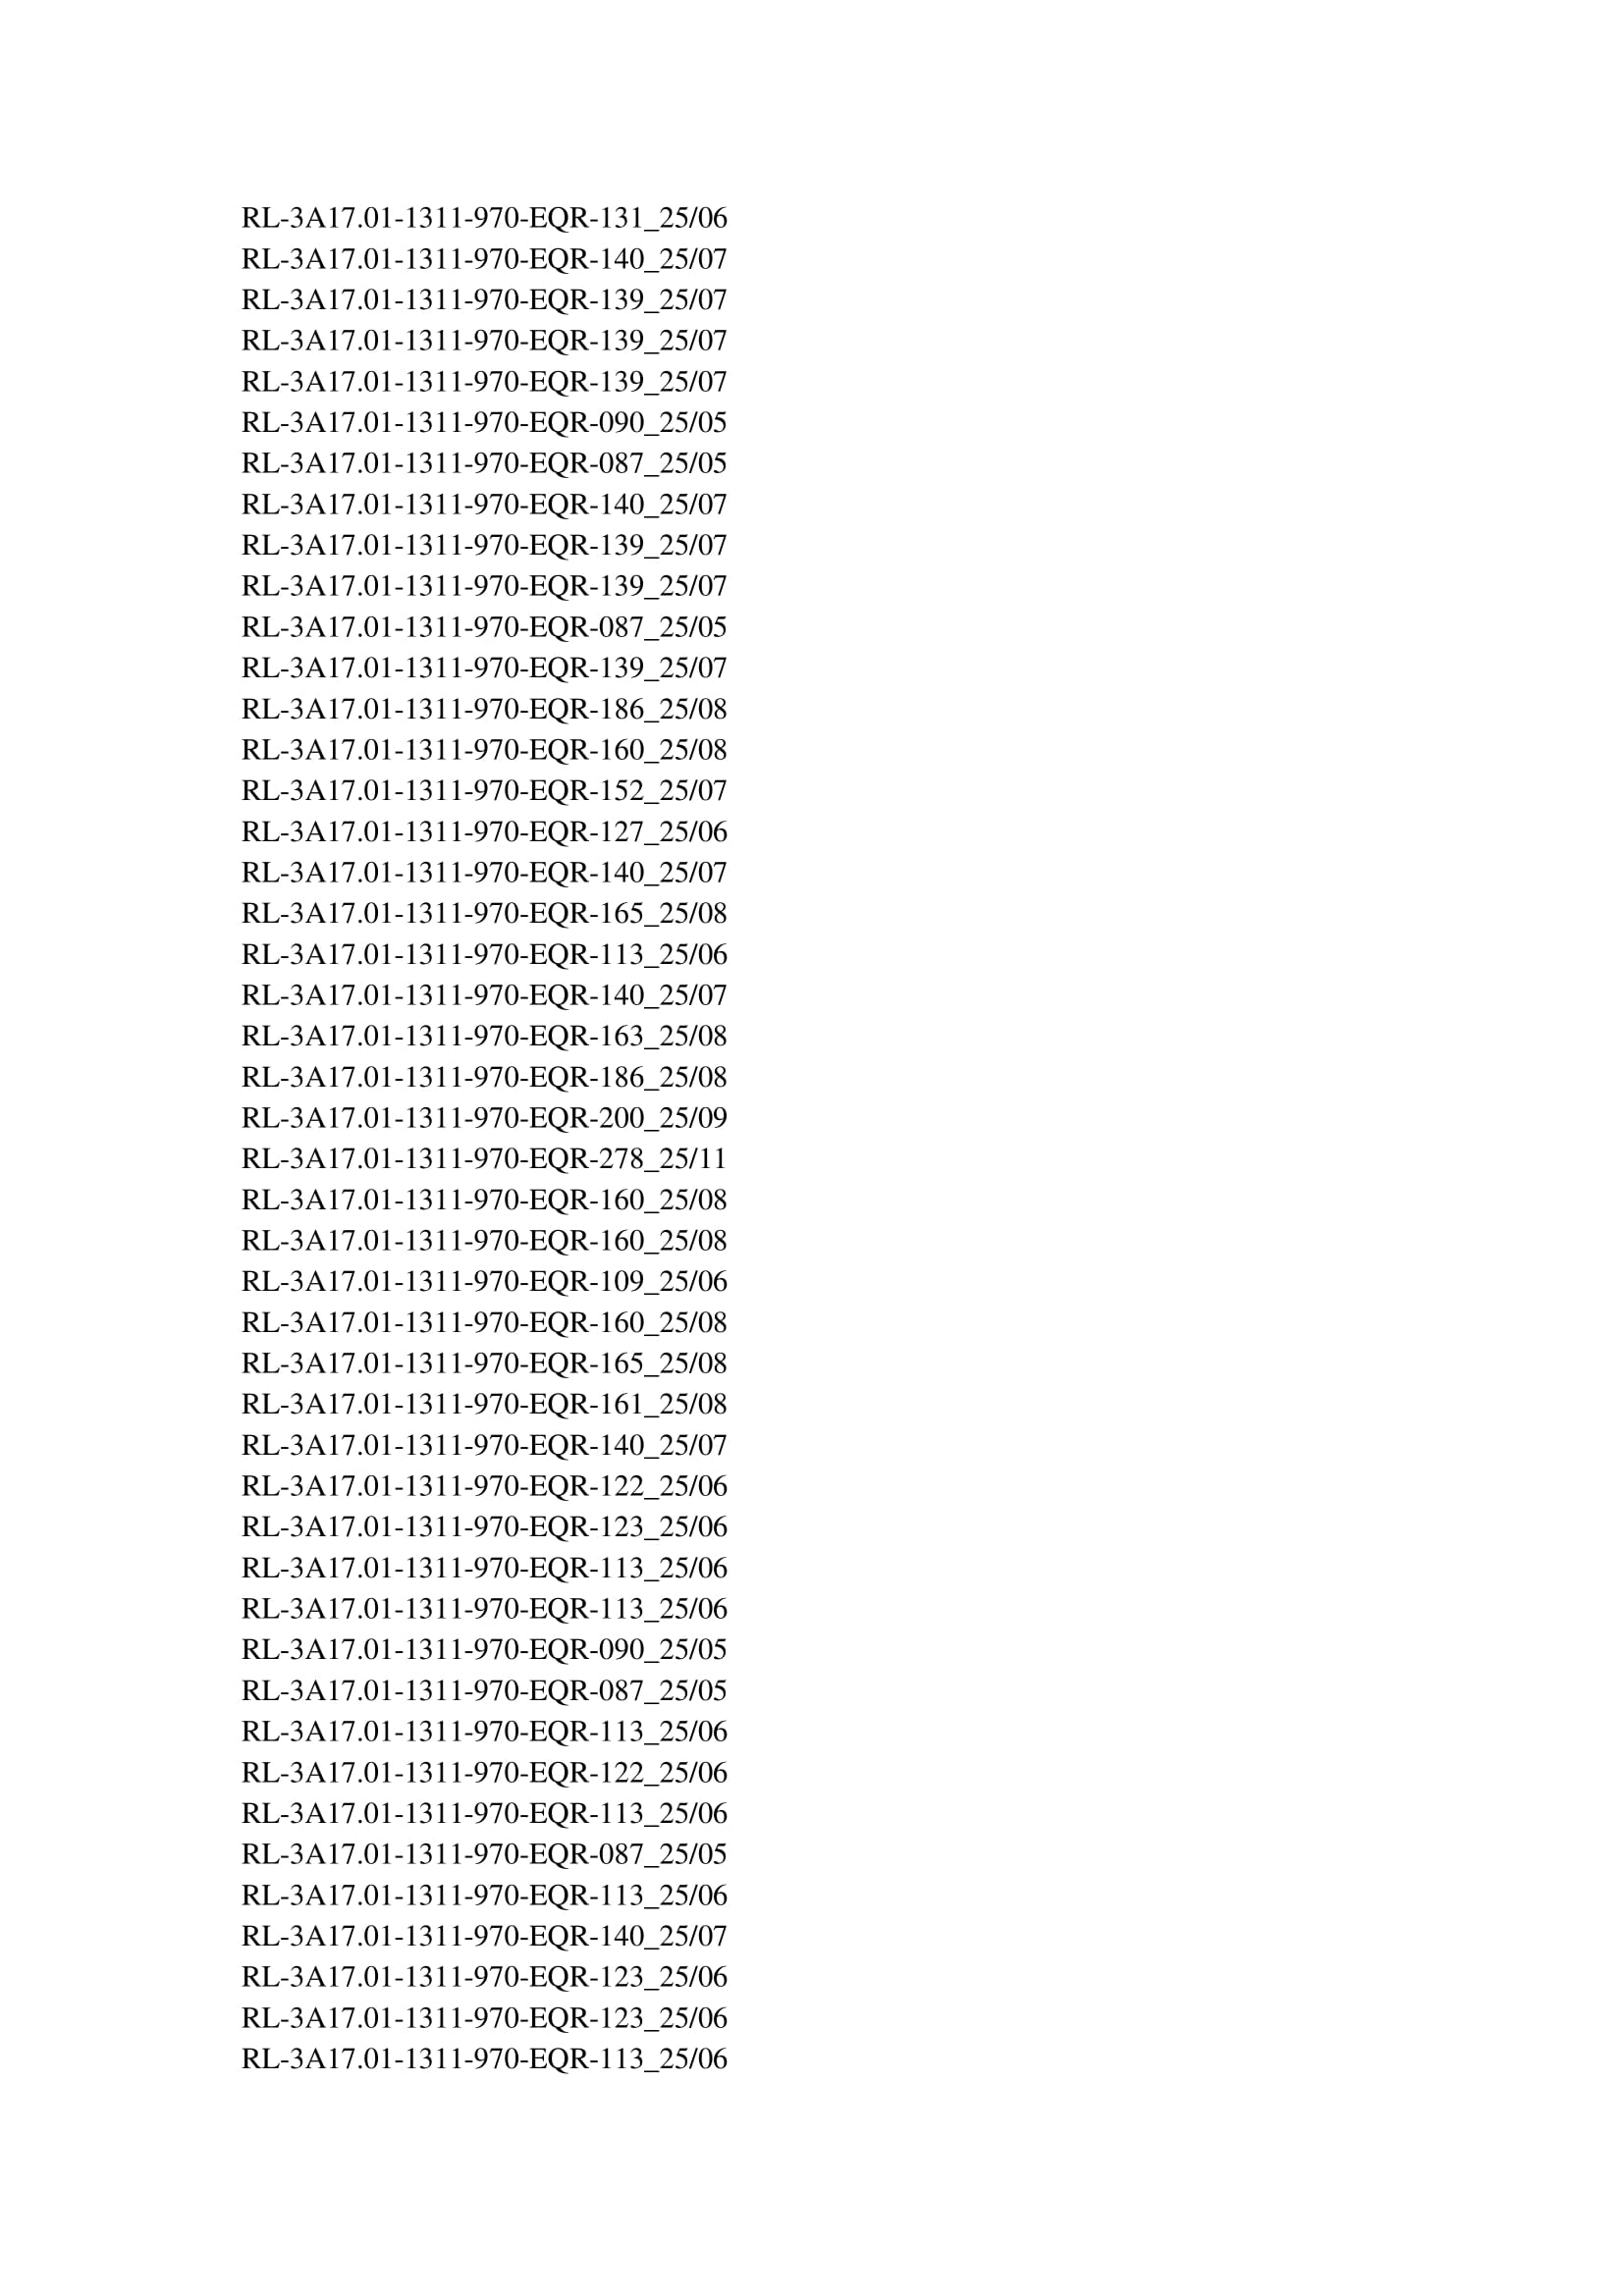 RL-3A17.01-1311-970-EQR-131_25/06
RL-3A17.01-1311-970-EQR-140_25/07
RL-3A17.01-1311-970-EQR-139_25/07
RL-3A17.01-1311-970-EQR-139_25/07
RL-3A17.01-1311-970-EQR-139_25/07
RL-3A17.01-1311-970-EQR-090_25/05
RL-3A17.01-1311-970-EQR-087_25/05
RL-3A17.01-1311-970-EQR-140_25/07
RL-3A17.01-1311-970-EQR-139_25/07
RL-3A17.01-1311-970-EQR-139_25/07
RL-3A17.01-1311-970-EQR-087_25/05
RL-3A17.01-1311-970-EQR-139_25/07
RL-3A17.01-1311-970-EQR-186_25/08
RL-3A17.01-1311-970-EQR-160_25/08
RL-3A17.01-1311-970-EQR-152_25/07
RL-3A17.01-1311-970-EQR-127_25/06
RL-3A17.01-1311-970-EQR-140_25/07
RL-3A17.01-1311-970-EQR-165_25/08
RL-3A17.01-1311-970-EQR-113_25/06
RL-3A17.01-1311-970-EQR-140_25/07
RL-3A17.01-1311-970-EQR-163_25/08
RL-3A17.01-1311-970-EQR-186_25/08
RL-3A17.01-1311-970-EQR-200_25/09
RL-3A17.01-1311-970-EQR-278_25/11
RL-3A17.01-1311-970-EQR-160_25/08
RL-3A17.01-1311-970-EQR-160_25/08
RL-3A17.01-1311-970-EQR-109_25/06
RL-3A17.01-1311-970-EQR-160_25/08
RL-3A17.01-1311-970-EQR-165_25/08
RL-3A17.01-1311-970-EQR-161_25/08
RL-3A17.01-1311-970-EQR-140_25/07
RL-3A17.01-1311-970-EQR-122_25/06
RL-3A17.01-1311-970-EQR-123_25/06
RL-3A17.01-1311-970-EQR-113_25/06
RL-3A17.01-1311-970-EQR-113_25/06
RL-3A17.01-1311-970-EQR-090_25/05
RL-3A17.01-1311-970-EQR-087_25/05
RL-3A17.01-1311-970-EQR-113_25/06
RL-3A17.01-1311-970-EQR-122_25/06
RL-3A17.01-1311-970-EQR-113_25/06
RL-3A17.01-1311-970-EQR-087_25/05
RL-3A17.01-1311-970-EQR-113_25/06
RL-3A17.01-1311-970-EQR-140_25/07
RL-3A17.01-1311-970-EQR-123_25/06
RL-3A17.01-1311-970-EQR-123_25/06
RL-3A17.01-1311-970-EQR-113_25/06